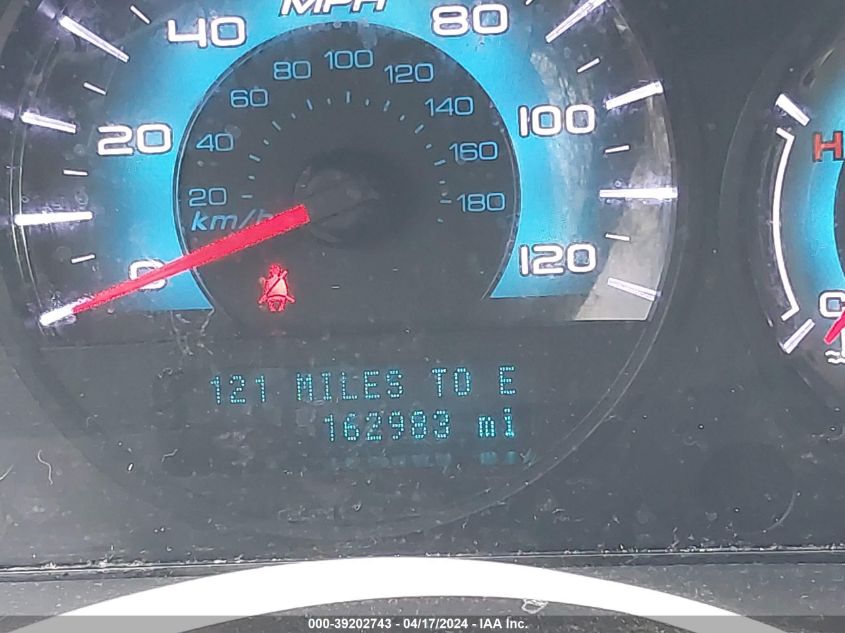 MPH
40 80
80 100 120
60 140
20 100
40 160
20 180
km/h
0 120
H
C
121 MILES TO E
162983 mi
000-39202743 - 04/17/2024 - IAA Inc.